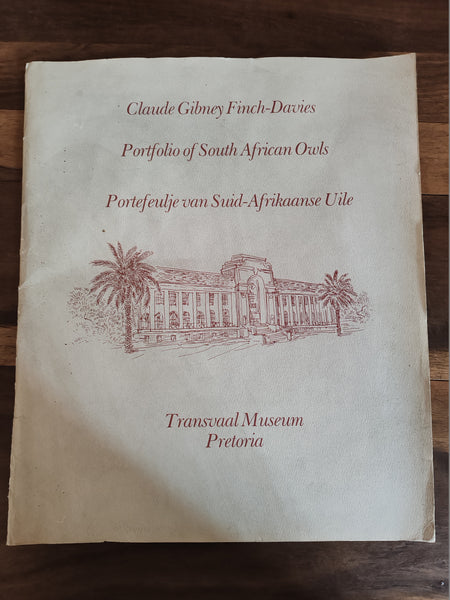 Claude Gibney Finch-Davies
Portfolio of South African Owls
Portefeulje van Suid-Afrikaanse Uile
Transvaal Museum
Pretoria